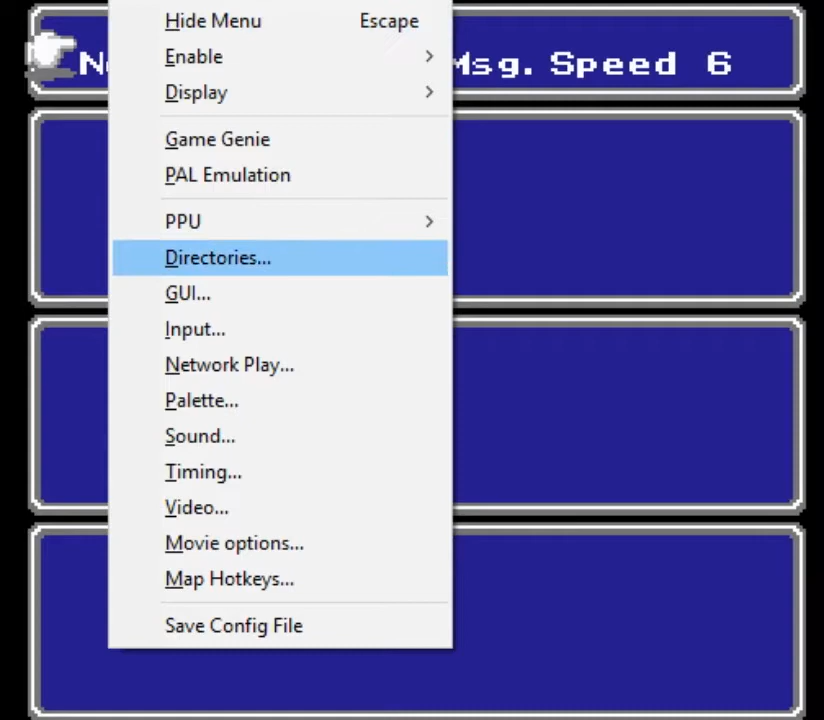 Hide Menu Escape
Enable
Display
Msg. Speed 6
Game Genie
PAL Emulation
PPU
Directories...
GUI...
Input...
Network Play...
Palette...
Sound...
Timing...
Video...
Movie options...
Map Hotkeys...
Save Config File